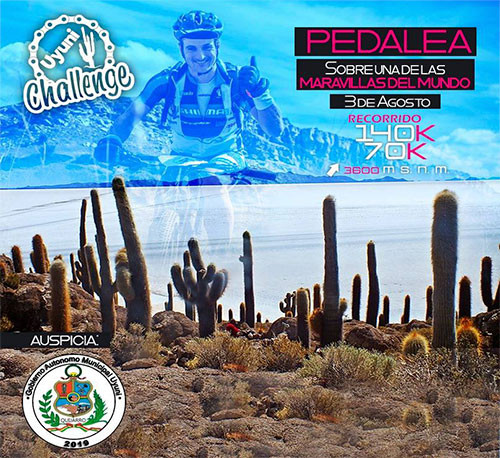 Uyuni
Challenge
PEDALEA
SOBRE UNA DE LAS
MARAVILLAS DEL MUNDO
3 DE AGOSTO
RECORRIDO
140K
70K
3600 m s n m
AUSPICIA:
Gobierno Autonomo Municipal Uyuni
2019